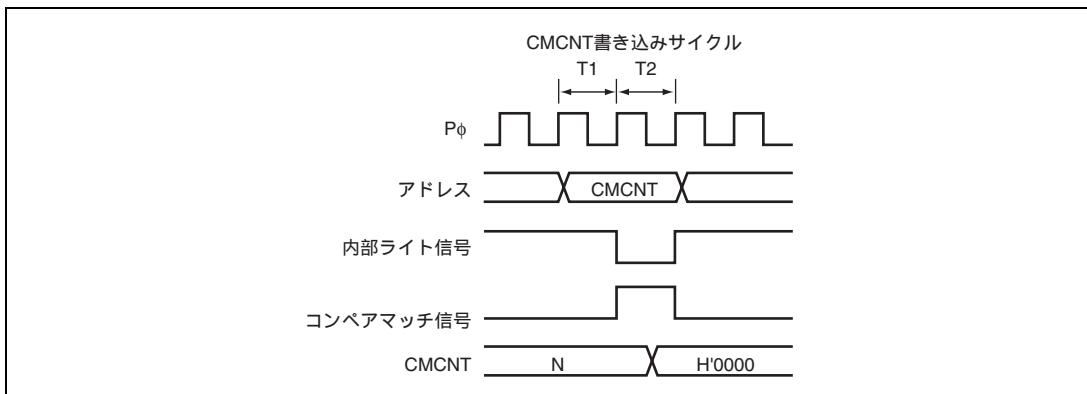 CMCNT書き込みサイクル
T1 T2
Pφ
アドレス CMCNT
内部ライト信号
コンペアマッチ信号
CMCNT N H'0000